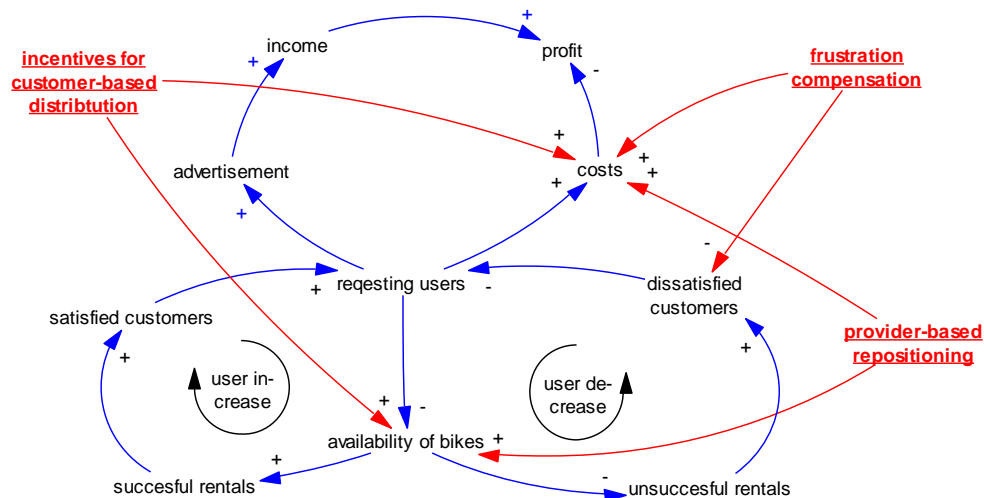 incentives for
customer-based
distribtution
income
+
+
+
profit
-
frustration
compensation
advertisement
+
+
costs
+
+
+
-
reqesting users
+
-
dissatisfied
customers
satisfied customers
+
user in-
crease
user de-
crease
+
provider-based
repositioning
+
-
availability of bikes
+
+
-
succesful rentals
unsuccesful rentals